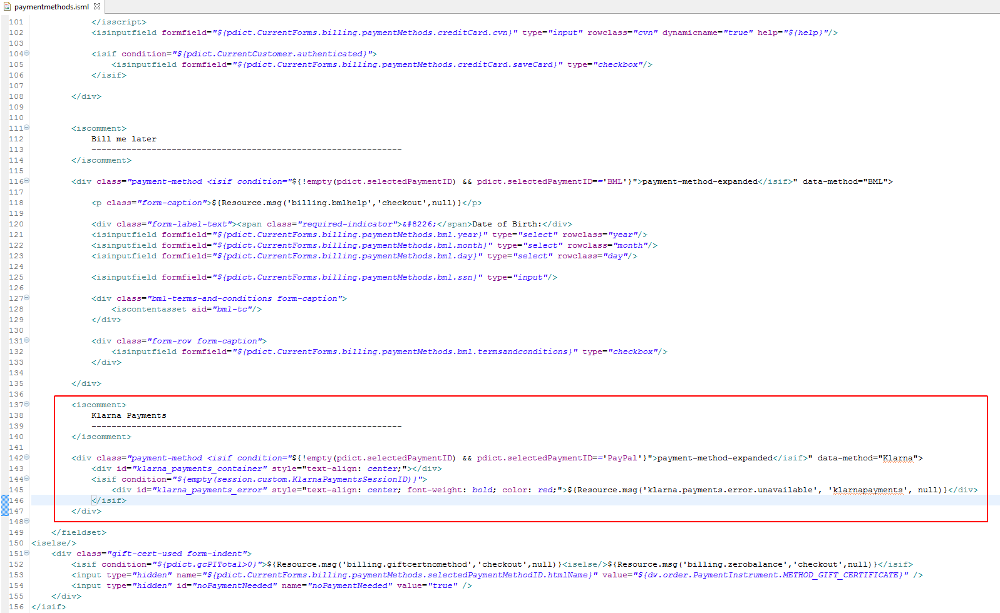 paymentmethods.isml
101 </isscript>
102 <isinputfield formfield="${pdict.CurrentForms.billing.paymentMethods.creditCard.cvn}" type="input" rowclass="cvn" dynamicname="true" help="${help}"/>
103
104 <isif condition="${pdict.CurrentCustomer.authenticated}">
105 <isinputfield formfield="${pdict.CurrentForms.billing.paymentMethods.creditCard.saveCard}" type="checkbox"/>
106 </isif>
107
108 </div>
109
110
111 <iscomment>
112 Bill me later
113 --------------------------------------------------------------
114 </iscomment>
115
116 <div class="payment-method <isif condition="${!empty(pdict.selectedPaymentID) && pdict.selectedPaymentID=='BML'}">payment-method-expanded</isif>" data-method="BML">
117
118 <p class="form-caption">${Resource.msg('billing.bmlhelp','checkout',null)}</p>
119
120 <div class="form-label-text"><span class="required-indicator">&#8226;</span>Date of Birth:</div>
121 <isinputfield formfield="${pdict.CurrentForms.billing.paymentMethods.bml.year}" type="select" rowclass="year"/>
122 <isinputfield formfield="${pdict.CurrentForms.billing.paymentMethods.bml.month}" type="select" rowclass="month"/>
123 <isinputfield formfield="${pdict.CurrentForms.billing.paymentMethods.bml.day}" type="select" rowclass="day"/>
124
125 <isinputfield formfield="${pdict.CurrentForms.billing.paymentMethods.bml.ssn}" type="input"/>
126
127 <div class="bml-terms-and-conditions form-caption">
128 <iscontentasset aid="bml-tc"/>
129 </div>
130
131 <div class="form-row form-caption">
132 <isinputfield formfield="${pdict.CurrentForms.billing.paymentMethods.bml.termsandconditions}" type="checkbox"/>
133 </div>
134
135 </div>
136
137 <iscomment>
138 Klarna Payments
139 --------------------------------------------------------------
140 </iscomment>
141
142 <div class="payment-method <isif condition="${!empty(pdict.selectedPaymentID) && pdict.selectedPaymentID=='PayPal'}">payment-method-expanded</isif>" data-method="Klarna">
143 <div id="klarna_payments_container" style="text-align: center;"></div>
144 <isif condition="${empty(session.custom.KlarnaPaymentsSessionID)}">
145 <div id="klarna_payments_error" style="text-align: center; font-weight: bold; color: red;">${Resource.msg('klarna.payments.error.unavailable', 'klarnapayments', null)}</div>
146 </isif>
147 </div>
148
149 </fieldset>
150 <iselse/>
151 <div class="gift-cert-used form-indent">
152 <isif condition="${pdict.gcPITotal>0}">${Resource.msg('billing.giftcertnomethod','checkout',null)}<iselse/>${Resource.msg('billing.zerobalance','checkout',null)}</isif>
153 <input type="hidden" name="${pdict.CurrentForms.billing.paymentMethods.selectedPaymentMethodID.htmlName}" value="${dw.order.PaymentInstrument.METHOD_GIFT_CERTIFICATE}" />
154 <input type="hidden" id="noPaymentNeeded" name="noPaymentNeeded" value="true" />
155 </div>
156 </isif>